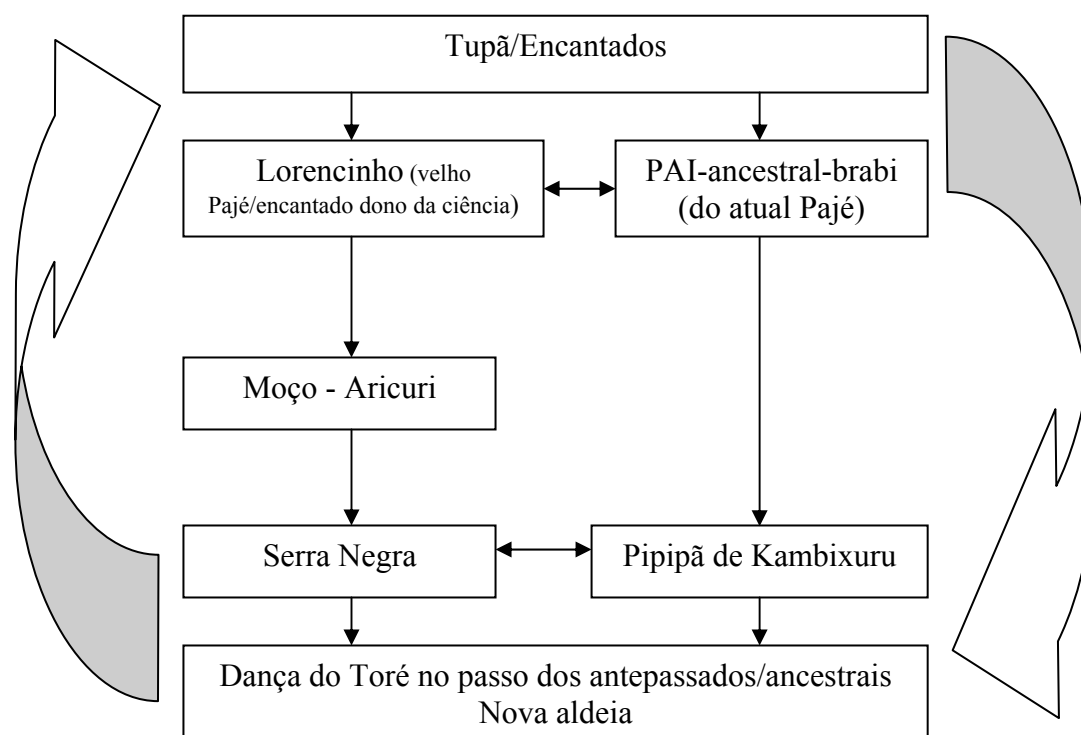 Tupã/Encantados
Lorencinho (velho
Pajé/encantado dono da ciência)
PAI-ancestral-brabi
(do atual Pajé)
Moço - Aricuri
Serra Negra
Pipipã de Kambixuru
Dança do Toré no passo dos antepassados/ancestrais
Nova aldeia